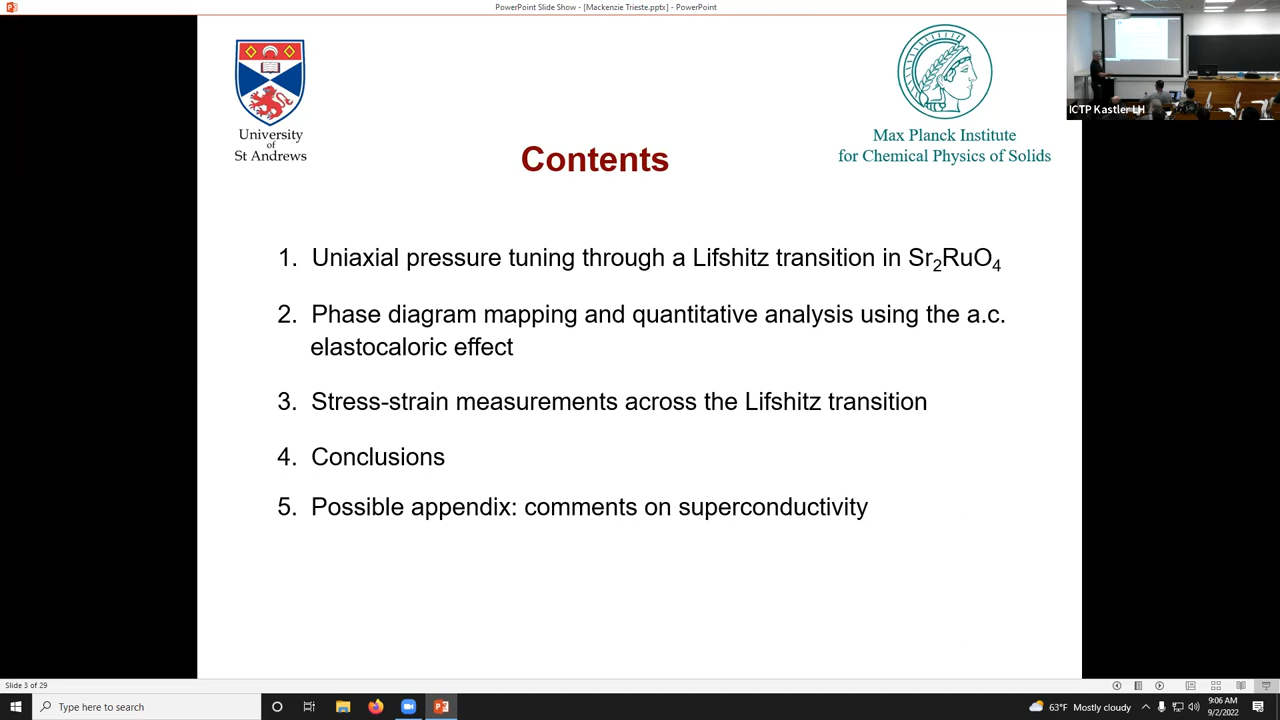 PowerPoint Slide Show - [Mackenzie Trieste.pptx] - PowerPoint
ICTP Kastler LH
University
of
St Andrews
Max Planck Institute
for Chemical Physics of Solids
Contents
1. Uniaxial pressure tuning through a Lifshitz transition in Sr₂RuO₄
2. Phase diagram mapping and quantitative analysis using the a.c.
elastocaloric effect
3. Stress-strain measurements across the Lifshitz transition
4. Conclusions
5. Possible appendix: comments on superconductivity
Slide 3 of 29
Type here to search
63°F Mostly cloudy
9:06 AM
9/2/2022